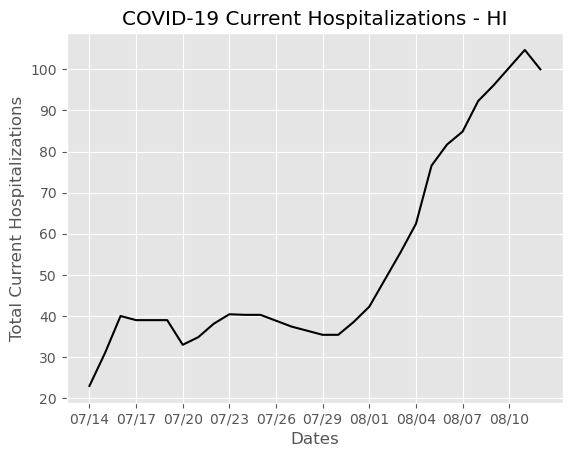 COVID-19 Current Hospitalizations - HI
Total Current Hospitalizations
100
90
80
70
60
50
40
30
20
07/14 07/17 07/20 07/23 07/26 07/29 08/01 08/04 08/07 08/10
Dates